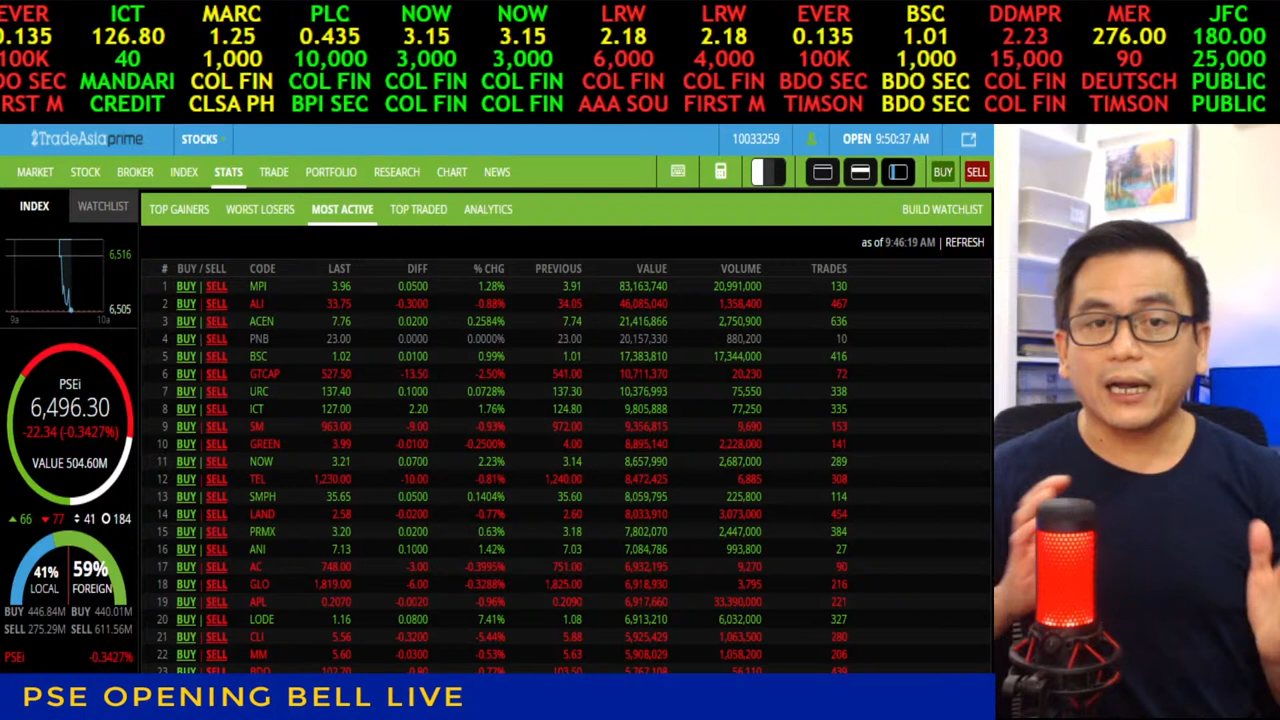 EVER ICT MARC PLC NOW NOW LRW LRW EVER BSC DDMPR MER JFC
0.135 126.80 1.25 0.435 3.15 3.15 2.18 2.18 0.135 1.01 2.23 276.00 180.00
100K 40 1,000 10,000 3,000 3,000 6,000 4,000 100K 1,000 15,000 90 25,000
DO SEC MANDARI COL FIN COL FIN COL FIN COL FIN COL FIN COL FIN BDO SEC BDO SEC COL FIN DEUTSCH PUBLIC
RST M CREDIT CLSA PH BPI SEC COL FIN COL FIN AAA SOU FIRST M TIMSON BDO SEC COL FIN TIMSON PUBLIC
2TradeAsiaprime STOCKS 10033259 OPEN 9:50:37 AM
MARKET STOCK BROKER INDEX STATS TRADE PORTFOLIO RESEARCH CHART NEWS BUY SELL
INDEX WATCHLIST
TOP GAINERS WORST LOSERS MOST ACTIVE TOP TRADED ANALYTICS BUILD WATCHLIST
as of 9:46:19 AM | REFRESH
6,516
6,505
9a 10a
PSEi
6,496.30
-22.34 (-0.3427%)
VALUE 504.60M
66 77 41 184
41% LOCAL
59% FOREIGN
BUY 446.84M BUY 440.01M
SELL 275.29M SELL 611.56M
PSEi -0.3427%
# BUY / SELL CODE LAST DIFF % CHG PREVIOUS VALUE VOLUME TRADES
1 BUY | SELL MPI 3.96 0.0500 1.28% 3.91 83,163,740 20,991,000 130
2 BUY | SELL ALI 33.75 -0.3000 -0.88% 34.05 46,085,040 1,358,400 467
3 BUY | SELL ACEN 7.76 0.0200 0.2584% 7.74 21,416,866 2,750,900 636
4 BUY | SELL PNB 23.00 0.0000 0.0000% 23.00 20,157,330 880,200 10
5 BUY | SELL BSC 1.02 0.0100 0.99% 1.01 17,383,810 17,344,000 416
6 BUY | SELL GTCAP 527.50 -13.50 -2.50% 541.00 10,711,370 20,230 72
7 BUY | SELL URC 137.40 0.1000 0.0728% 137.30 10,376,993 75,550 338
8 BUY | SELL ICT 127.00 2.20 1.76% 124.80 9,805,888 77,250 335
9 BUY | SELL SM 963.00 -9.00 -0.93% 972.00 9,356,815 9,690 153
10 BUY | SELL GREEN 3.99 -0.0100 -0.2500% 4.00 8,895,140 2,228,000 141
11 BUY | SELL NOW 3.21 0.0700 2.23% 3.14 8,657,990 2,687,000 289
12 BUY | SELL TEL 1,230.00 -10.00 -0.81% 1,240.00 8,472,425 6,885 308
13 BUY | SELL SMPH 35.65 0.0500 0.1404% 35.60 8,059,795 225,800 114
14 BUY | SELL LAND 2.58 -0.0200 -0.77% 2.60 8,033,910 3,073,000 454
15 BUY | SELL PRMX 3.20 0.0200 0.63% 3.18 7,802,070 2,447,000 384
16 BUY | SELL ANI 7.13 0.1000 1.42% 7.03 7,084,786 993,800 27
17 BUY | SELL AC 748.00 -3.00 -0.3995% 751.00 6,932,195 9,270 90
18 BUY | SELL GLO 1,819.00 -6.00 -0.3288% 1,825.00 6,918,930 3,795 216
19 BUY | SELL APL 0.2070 -0.0020 -0.96% 0.2090 6,917,660 33,390,000 221
20 BUY | SELL LODE 1.16 0.0800 7.41% 1.08 6,913,210 6,032,000 327
21 BUY | SELL CLI 5.56 -0.3200 -5.44% 5.88 5,925,429 1,063,500 280
22 BUY | SELL MM 5.60 -0.0300 -0.53% 5.63 5,908,029 1,058,200 206
23 BUY | SELL BDO 102.70 -0.80 -0.77% 103.50 5,767,108 56,110 439
PSE OPENING BELL LIVE